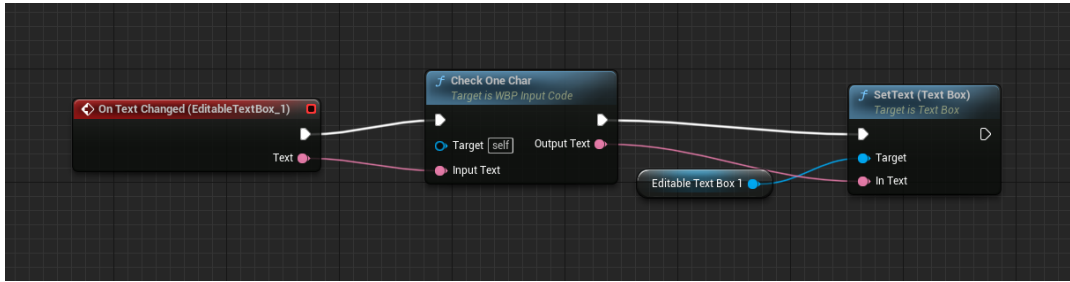 On Text Changed (EditableTextBox_1)
Text
f Check One Char
Target is WBP Input Code
Target self
Output Text
Input Text
Editable Text Box 1
f SetText (Text Box)
Target is Text Box
Target
In Text